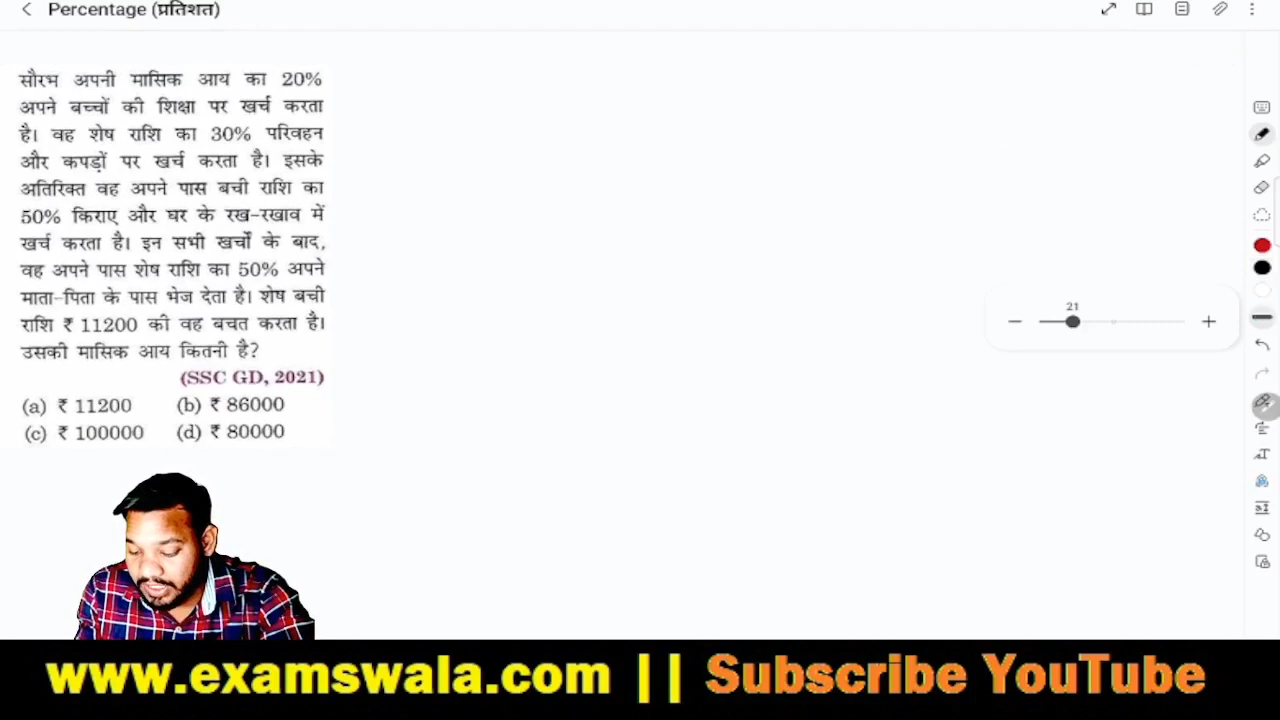 Percentage (प्रतिशत)
सौरभ अपनी मासिक आय का 20%
अपने बच्चों की शिक्षा पर खर्च करता
है। वह शेष राशि का 30% परिवहन
और कपड़ों पर खर्च करता है। इसके
अतिरिक्त वह अपने पास बची राशि का
50% किराए और घर के रख-रखाव में
खर्च करता है। इन सभी खर्चों के बाद,
वह अपने पास शेष राशि का 50% अपने
माता-पिता के पास भेज देता है। शेष बची
राशि ₹ 11200 की वह बचत करता है।
उसकी मासिक आय कितनी है?
(SSC GD, 2021)
(a) ₹ 11200 (b) ₹ 86000
(c) ₹ 100000 (d) ₹ 80000
21
www.examswala.com || Subscribe YouTube